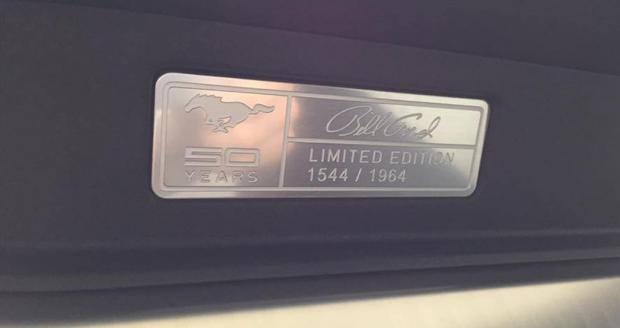 50
YEARS
Bill Ford
LIMITED EDITION
1544 / 1964